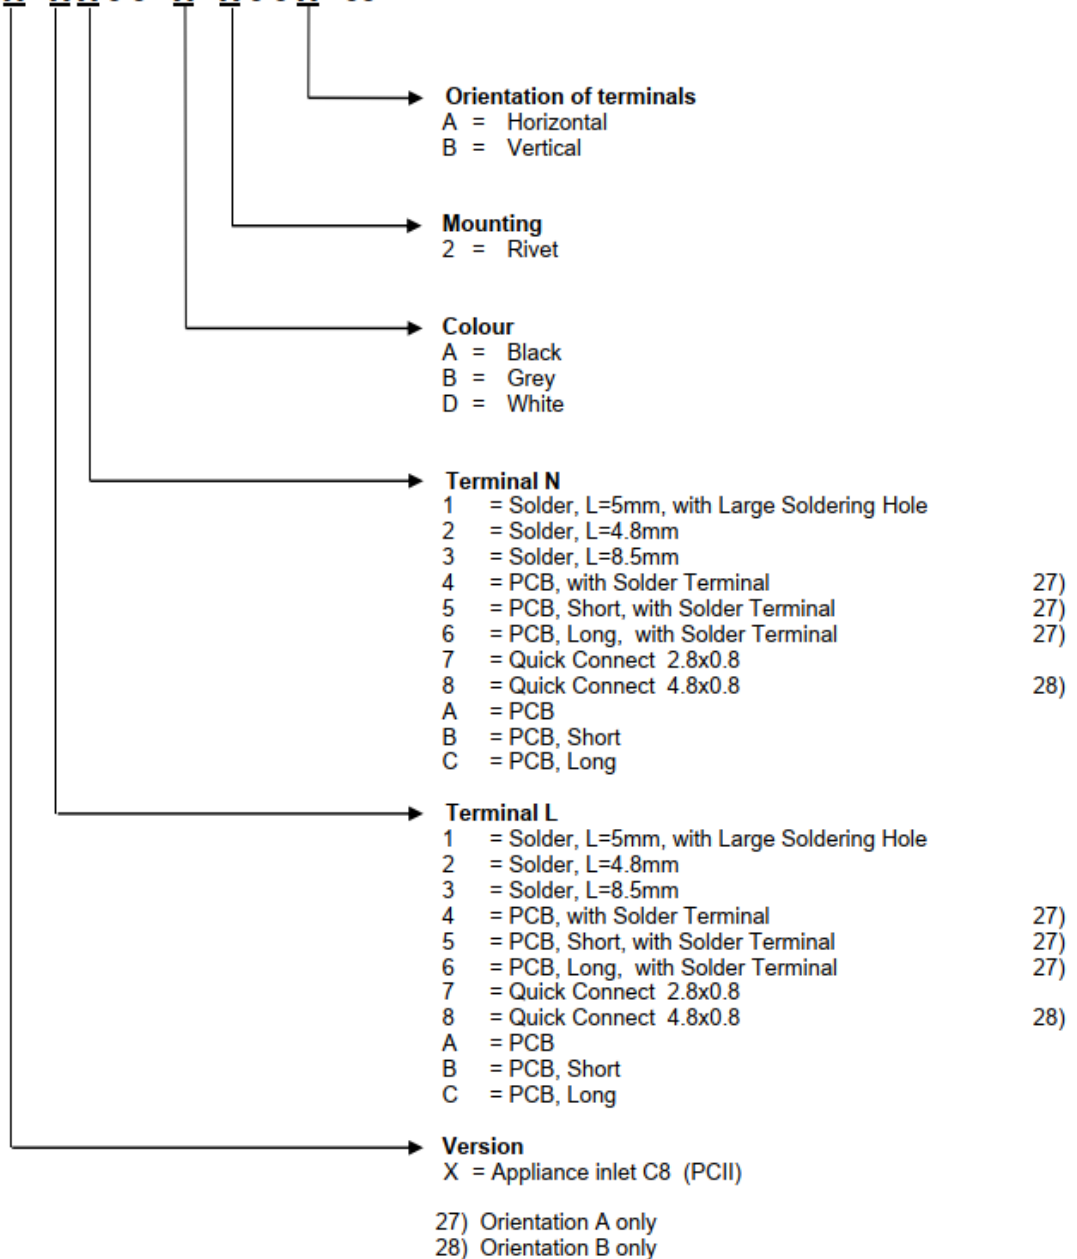 Orientation of terminals
A = Horizontal
B = Vertical
Mounting
2 = Rivet
Colour
A = Black
B = Grey
D = White
Terminal N
1 = Solder, L=5mm, with Large Soldering Hole
2 = Solder, L=4.8mm
3 = Solder, L=8.5mm
4 = PCB, with Solder Terminal 27)
5 = PCB, Short, with Solder Terminal 27)
6 = PCB, Long, with Solder Terminal 27)
7 = Quick Connect 2.8x0.8
8 = Quick Connect 4.8x0.8 28)
A = PCB
B = PCB, Short
C = PCB, Long
Terminal L
1 = Solder, L=5mm, with Large Soldering Hole
2 = Solder, L=4.8mm
3 = Solder, L=8.5mm
4 = PCB, with Solder Terminal 27)
5 = PCB, Short, with Solder Terminal 27)
6 = PCB, Long, with Solder Terminal 27)
7 = Quick Connect 2.8x0.8
8 = Quick Connect 4.8x0.8 28)
A = PCB
B = PCB, Short
C = PCB, Long
Version
X = Appliance inlet C8 (PCII)
27) Orientation A only
28) Orientation B only